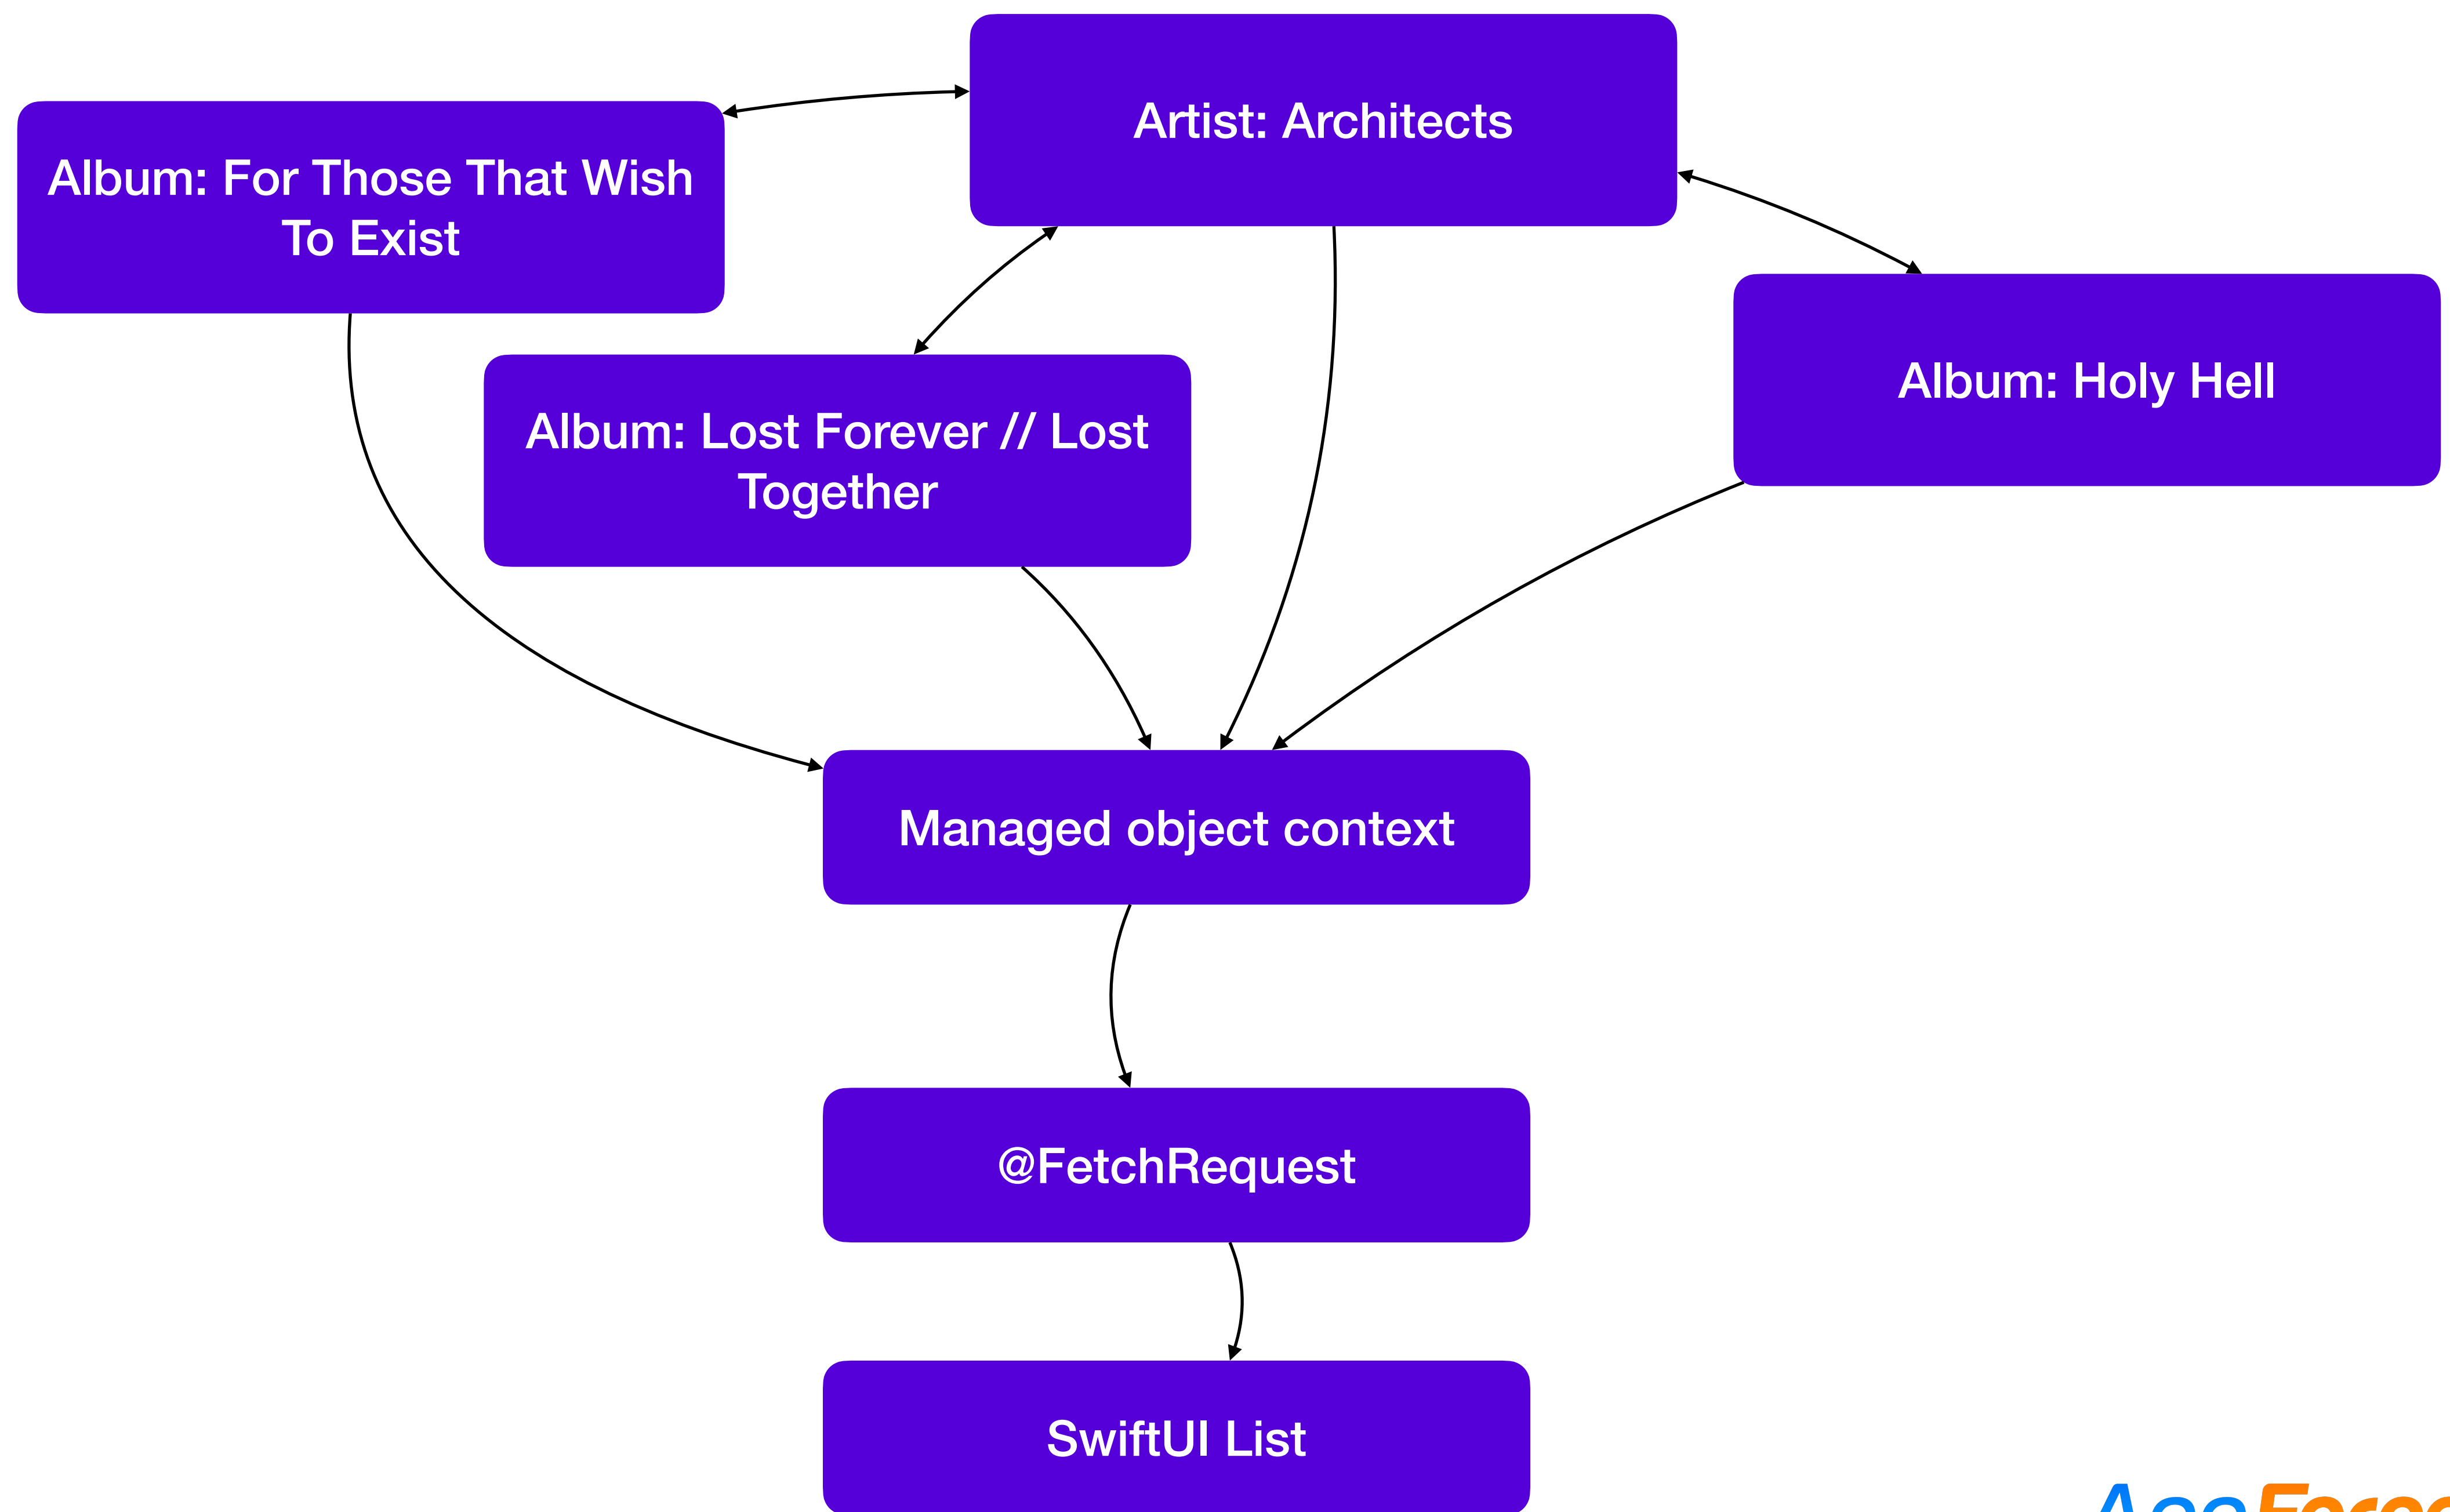 Artist: Architects
Album: For Those That Wish
To Exist
Album: Holy Hell
Album: Lost Forever // Lost
Together
Managed object context
@FetchRequest
SwiftUI List